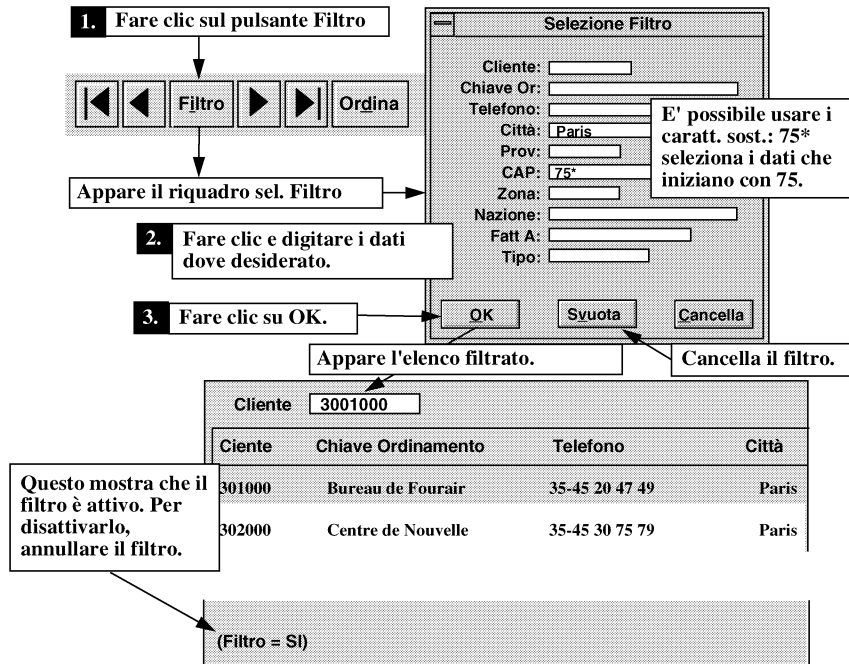 1. Fare clic sul pulsante Filtro
Filtro
Ordina
Appare il riquadro sel. Filtro
2. Fare clic e digitare i dati
dove desiderato.
3. Fare clic su OK.
Selezione Filtro
Cliente:
Chiave Or:
Telefono:
Città: Paris
Prov:
CAP: 75*
Zona:
Nazione:
Fatt A:
Tipo:
E' possibile usare i
caratt. sost.: 75*
seleziona i dati che
iniziano con 75.
OK Svuota Cancella
Appare l'elenco filtrato.
Cancella il filtro.
Cliente 3001000
Ciente Chiave Ordinamento Telefono Città
301000 Bureau de Fourair 35-45 20 47 49 Paris
302000 Centre de Nouvelle 35-45 30 75 79 Paris
Questo mostra che il
filtro è attivo. Per
disattivarlo,
annullare il filtro.
(Filtro = SI)